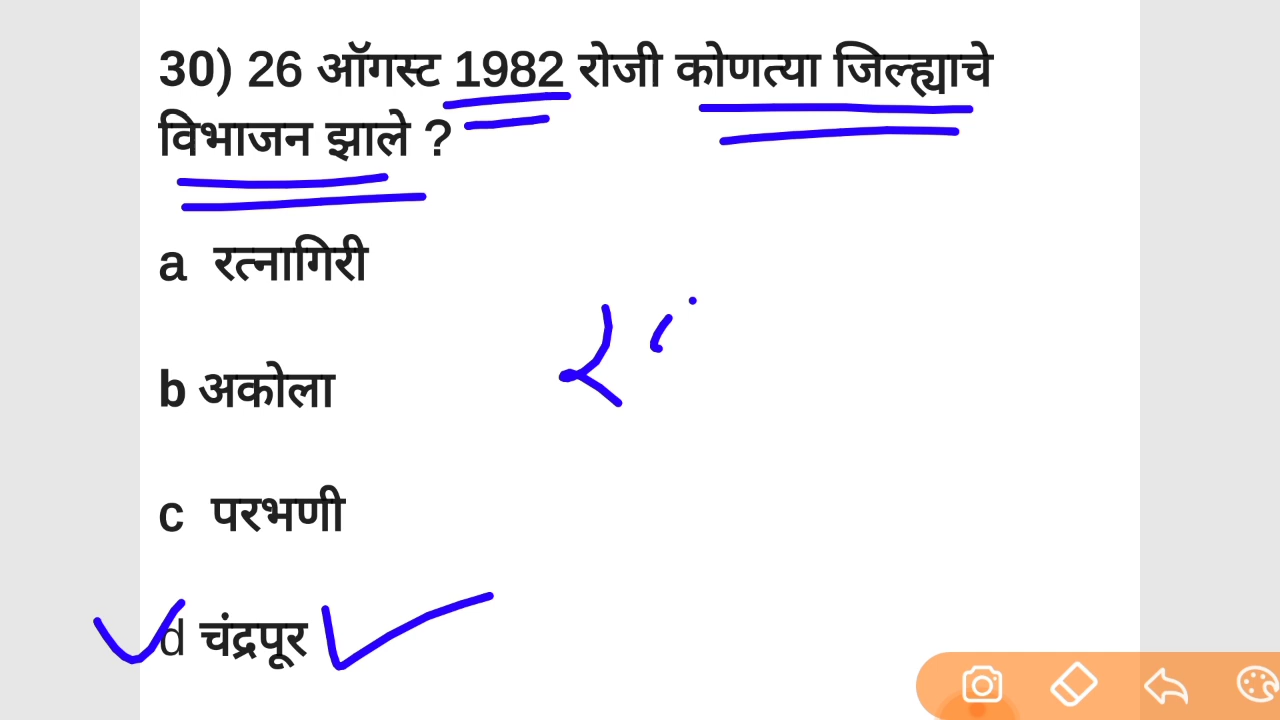 30) 26 ऑगस्ट 1982 रोजी कोणत्या जिल्ह्याचे
विभाजन झाले ?
a रत्नागिरी
b अकोला
c परभणी
d चंद्रपूर